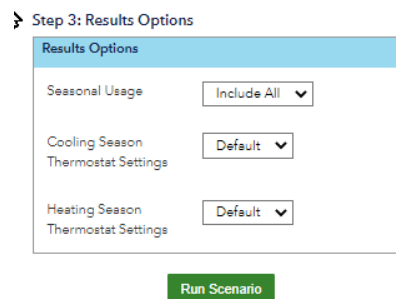 Step 3: Results Options
Results Options
Seasonal Usage
Include All
Cooling Season
Thermostat Settings
Default
Heating Season
Thermostat Settings
Default
Run Scenario